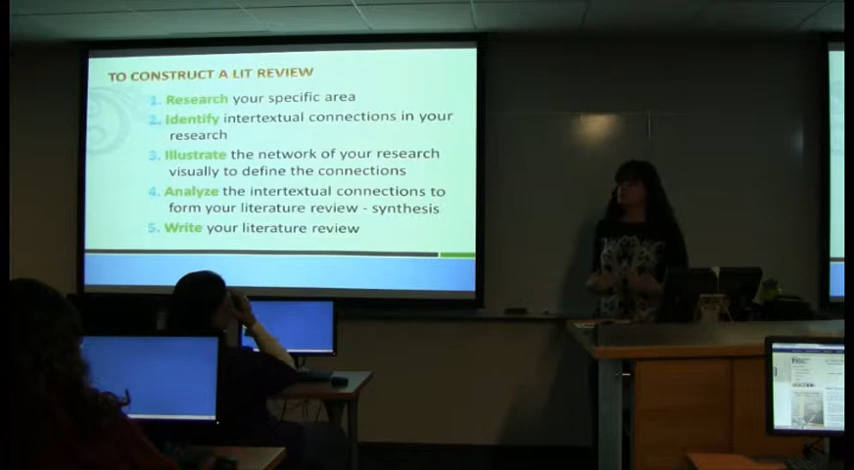 TO CONSTRUCT A LIT REVIEW
1. Research your specific area
2. Identify intertextual connections in your
research
3. Illustrate the network of your research
visually to define the connections
4. Analyze the intertextual connections to
form your literature review - synthesis
5. Write your literature review